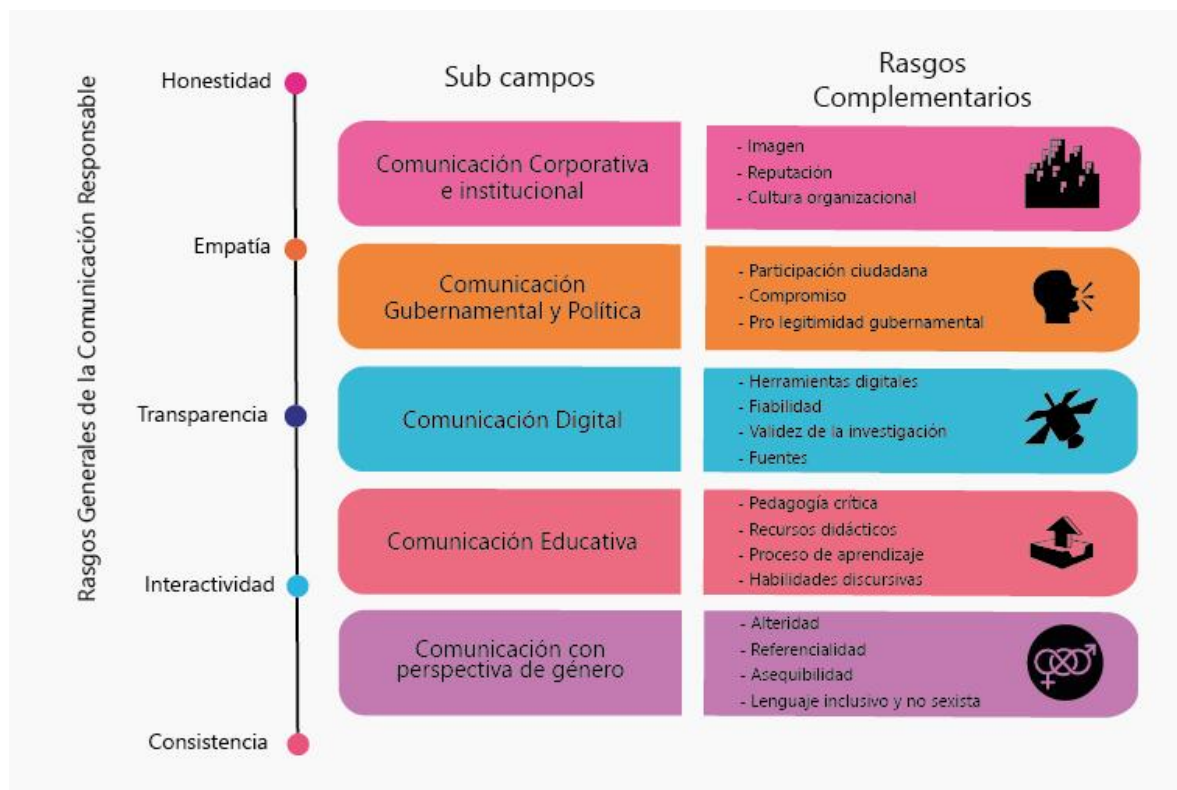 Rasgos Generales de la Comunicación Responsable
Honestidad
Empatía
Transparencia
Interactividad
Consistencia
Sub campos
Rasgos
Complementarios
Comunicación Corporativa
e institucional
- Imagen
- Reputación
- Cultura organizacional
Comunicación
Gubernamental y Política
- Participación ciudadana
- Compromiso
- Pro legitimidad gubernamental
Comunicación Digital
- Herramientas digitales
- Fiabilidad
- Validez de la investigación
- Fuentes
Comunicación Educativa
- Pedagogía crítica
- Recursos didácticos
- Proceso de aprendizaje
- Habilidades discursivas
Comunicación con
perspectiva de género
- Alteridad
- Referencialidad
- Asequibilidad
- Lenguaje inclusivo y no sexista